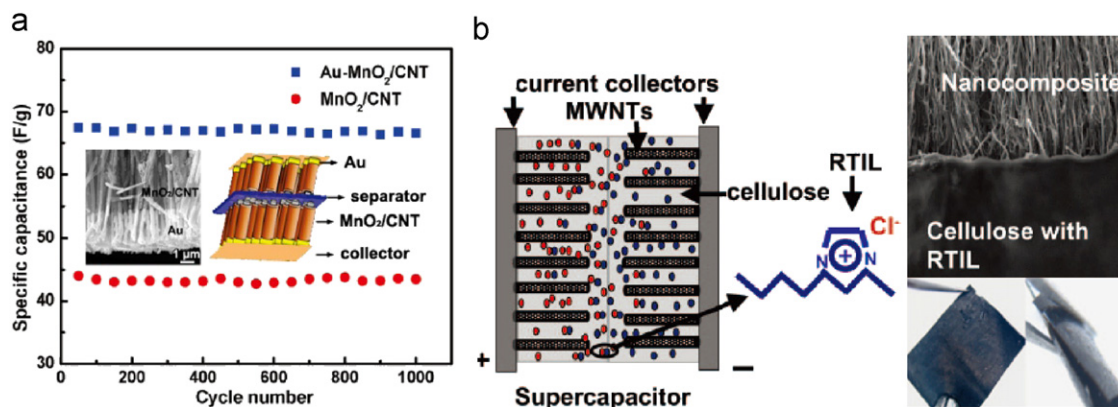 a
80
70
60
50
40
30
Specific capacitance (F/g)
Au-MnO₂/CNT
MnO₂/CNT
MnO₂/CNT
Au
1 μm
Au
separator
MnO₂/CNT
collector
0
200
400
600
800
1000
Cycle number
b
current collectors
MWNTs
cellulose
+
−
Supercapacitor
RTIL
Cl⁻
N
+
N
Nanocomposite
Cellulose with
RTIL